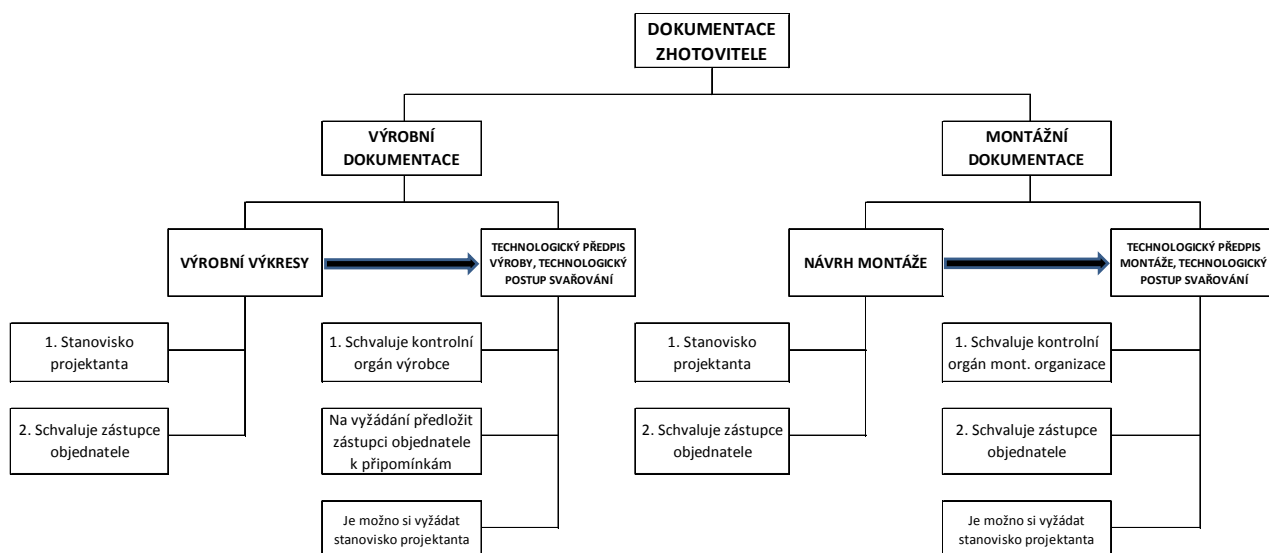 DOKUMENTACE
ZHOTOVITELE
VÝROBNÍ
DOKUMENTACE
MONTÁŽNÍ
DOKUMENTACE
VÝROBNÍ VÝKRESY
TECHNOLOGICKÝ PŘEDPIS
VÝROBY, TECHNOLOGICKÝ
POSTUP SVAŘOVÁNÍ
NÁVRH MONTÁŽE
TECHNOLOGICKÝ PŘEDPIS
MONTÁŽE, TECHNOLOGICKÝ
POSTUP SVAŘOVÁNÍ
1. Stanovisko
projektanta
1. Schvaluje kontrolní
orgán výrobce
1. Stanovisko
projektanta
1. Schvaluje kontrolní
orgán mont. organizace
2. Schvaluje zástupce
objednatele
Na vyžádání předložit
zástupci objednatele
k připomínkám
2. Schvaluje zástupce
objednatele
2. Schvaluje zástupce
objednatele
Je možno si vyžádat
stanovisko projektanta
Je možno si vyžádat
stanovisko projektanta